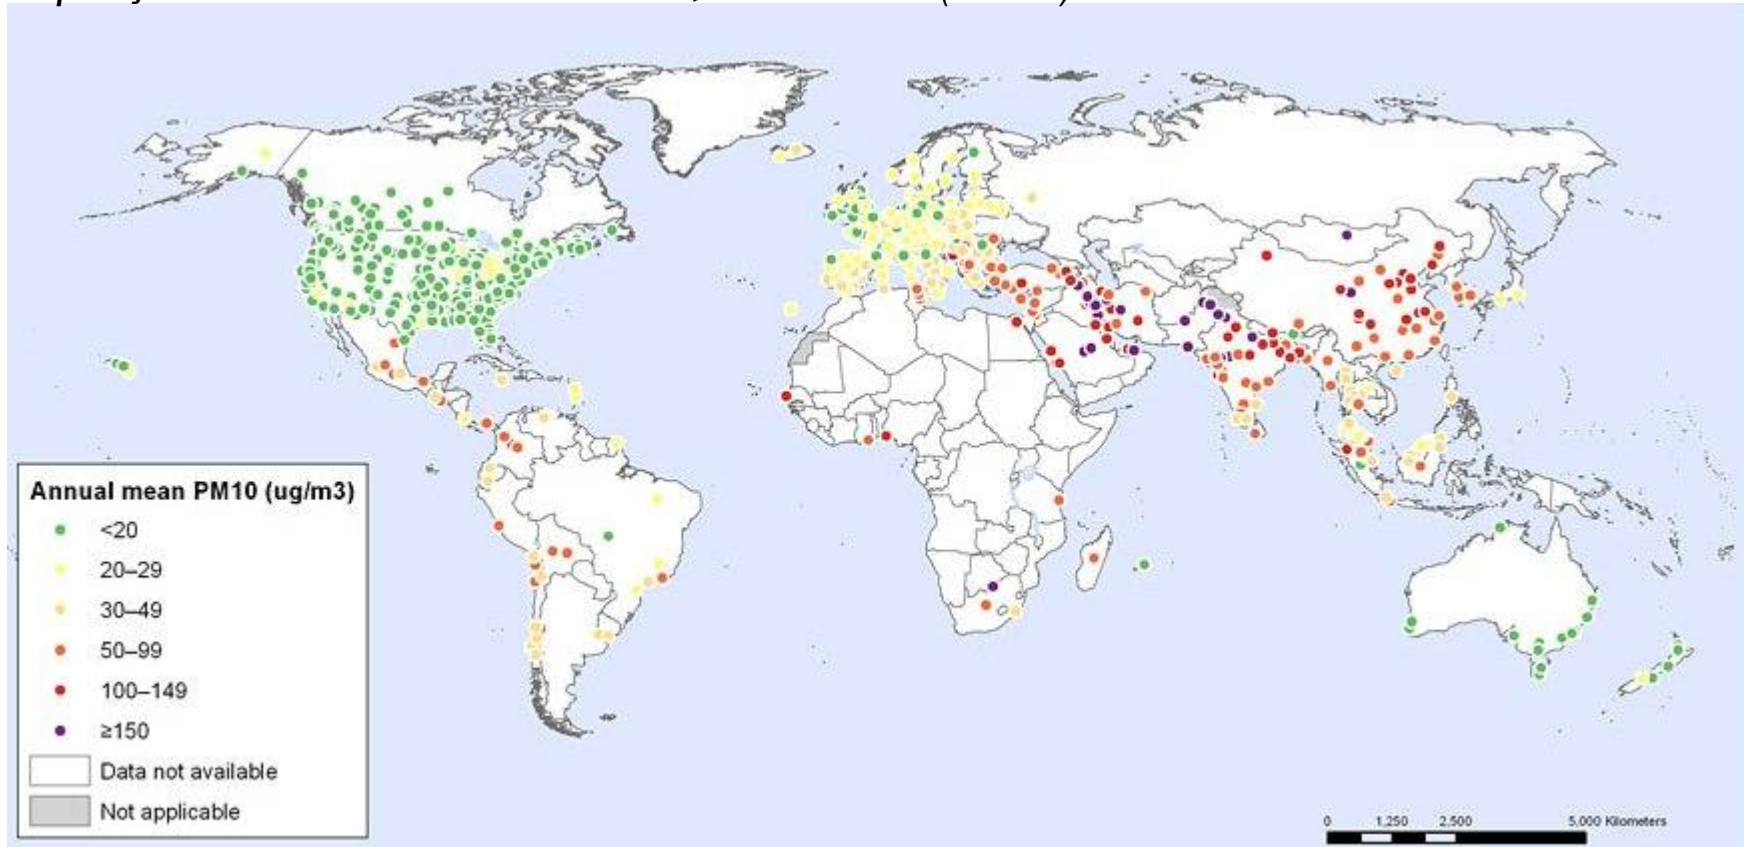 Annual mean PM10 (ug/m3)
<20
20–29
30–49
50–99
100–149
≥150
Data not available
Not applicable
0 1,250 2,500 5,000 Kilometers